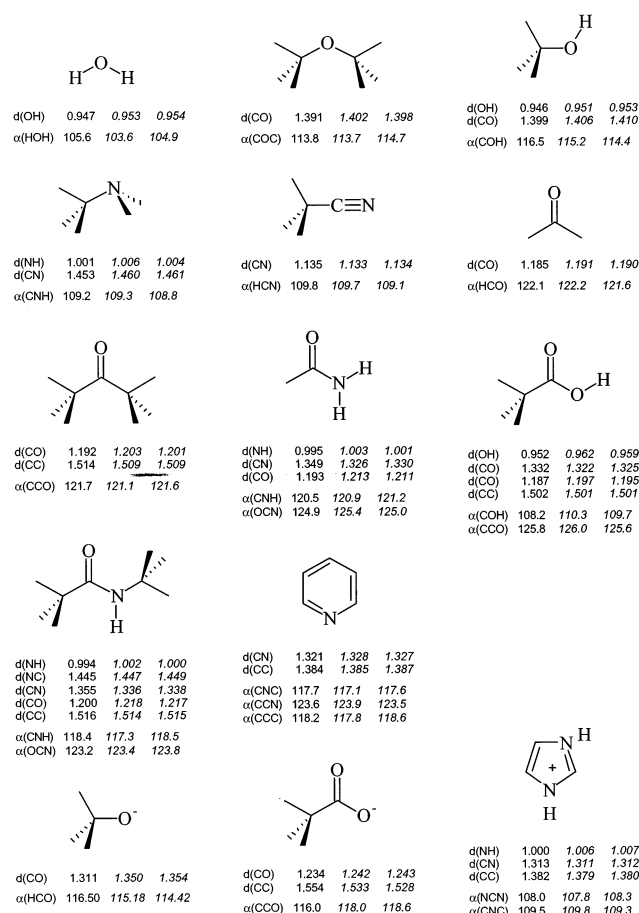 H O H
d(OH) 0.947 0.953 0.954
α(HOH) 105.6 103.6 104.9
O
d(CO) 1.391 1.402 1.398
α(COC) 113.8 113.7 114.7
H
O
d(OH) 0.946 0.951 0.953
d(CO) 1.399 1.406 1.410
α(COH) 116.5 115.2 114.4
N
d(NH) 1.001 1.006 1.004
d(CN) 1.453 1.460 1.461
α(CNH) 109.2 109.3 108.8
C≡N
d(CN) 1.135 1.133 1.134
α(HCN) 109.8 109.7 109.1
O
d(CO) 1.185 1.191 1.190
α(HCO) 122.1 122.2 121.6
O
d(CO) 1.192 1.203 1.201
d(CC) 1.514 1.509 1.509
α(CCO) 121.7 121.1 121.6
O
N H
H
d(NH) 0.995 1.003 1.001
d(CN) 1.349 1.326 1.330
d(CO) 1.193 1.213 1.211
α(CNH) 120.5 120.9 121.2
α(OCN) 124.9 125.4 125.0
O
O H
d(OH) 0.952 0.962 0.959
d(CO) 1.332 1.322 1.325
d(CO) 1.187 1.197 1.195
d(CC) 1.502 1.501 1.501
α(COH) 108.2 110.3 109.7
α(CCO) 125.8 126.0 125.6
O
N
H
d(NH) 0.994 1.002 1.000
d(NC) 1.445 1.447 1.449
d(CN) 1.355 1.336 1.338
d(CO) 1.200 1.218 1.217
d(CC) 1.516 1.514 1.515
α(CNH) 118.4 117.3 118.5
α(OCN) 123.2 123.4 123.8
N
d(CN) 1.321 1.328 1.327
d(CC) 1.384 1.385 1.387
α(CNC) 117.7 117.1 117.6
α(CCN) 123.6 123.9 123.5
α(CCC) 118.2 117.8 118.6
O-
d(CO) 1.311 1.350 1.354
α(HCO) 116.50 115.18 114.42
O
O-
d(CO) 1.234 1.242 1.243
d(CC) 1.554 1.533 1.528
α(CCO) 116.0 118.0 118.6
H
N
+
N
H
d(NH) 1.000 1.006 1.007
d(CN) 1.313 1.311 1.312
d(CC) 1.382 1.379 1.380
α(NCN) 108.0 107.8 108.3
α(CNC) 109.5 109.8 109.3